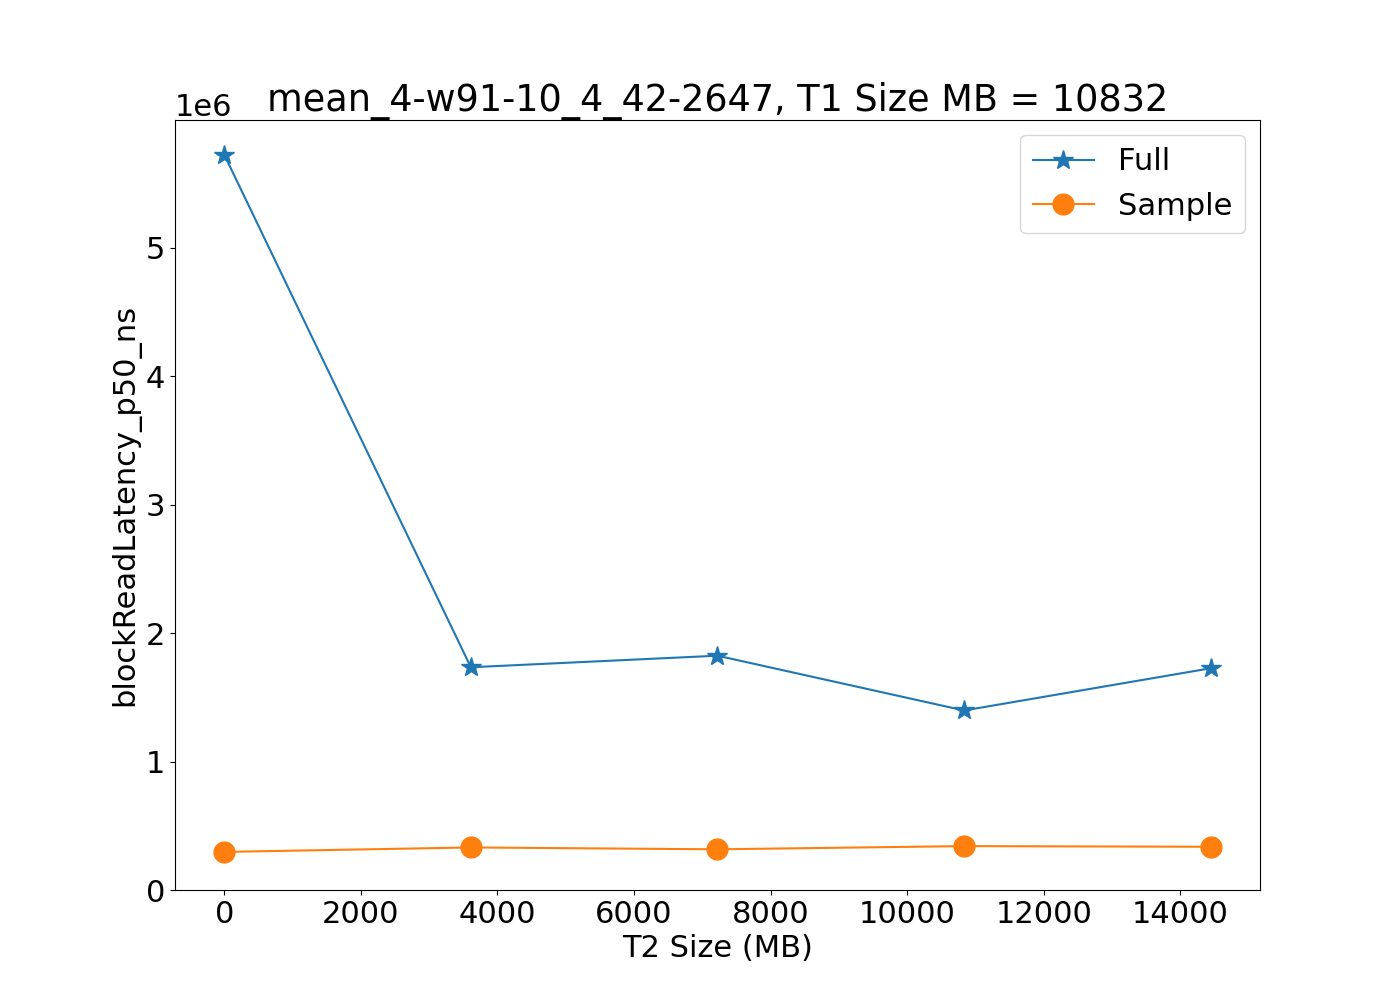 1e6
mean_4-w91-10_4_42-2647, T1 Size MB = 10832
Full
Sample
5
4
3
2
1
0
blockReadLatency_p50_ns
0 2000 4000 6000 8000 10000 12000 14000
T2 Size (MB)